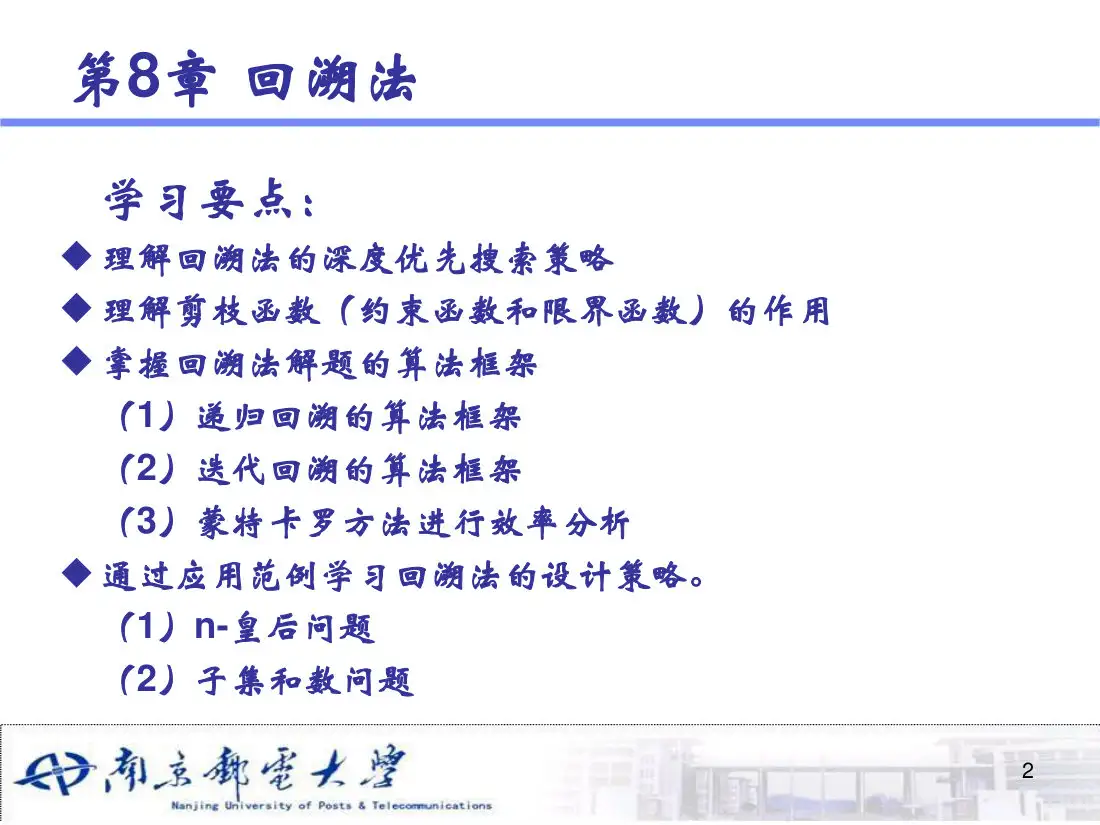 第8章 回溯法
学习要点：
◆ 理解回溯法的深度优先搜索策略
◆ 理解剪枝函数（约束函数和限界函数）的作用
◆ 掌握回溯法解题的算法框架
（1）递归回溯的算法框架
（2）迭代回溯的算法框架
（3）蒙特卡罗方法进行效率分析
◆ 通过应用范例学习回溯法的设计策略。
（1）n-皇后问题
（2）子集和数问题
南京郵電大學
Nanjing University of Posts & Telecommunications
2